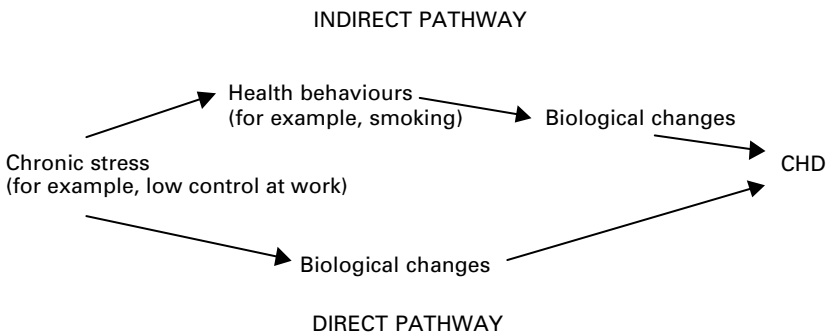 INDIRECT PATHWAY
Health behaviours
(for example, smoking)
Biological changes
Chronic stress
(for example, low control at work)
CHD
Biological changes
DIRECT PATHWAY